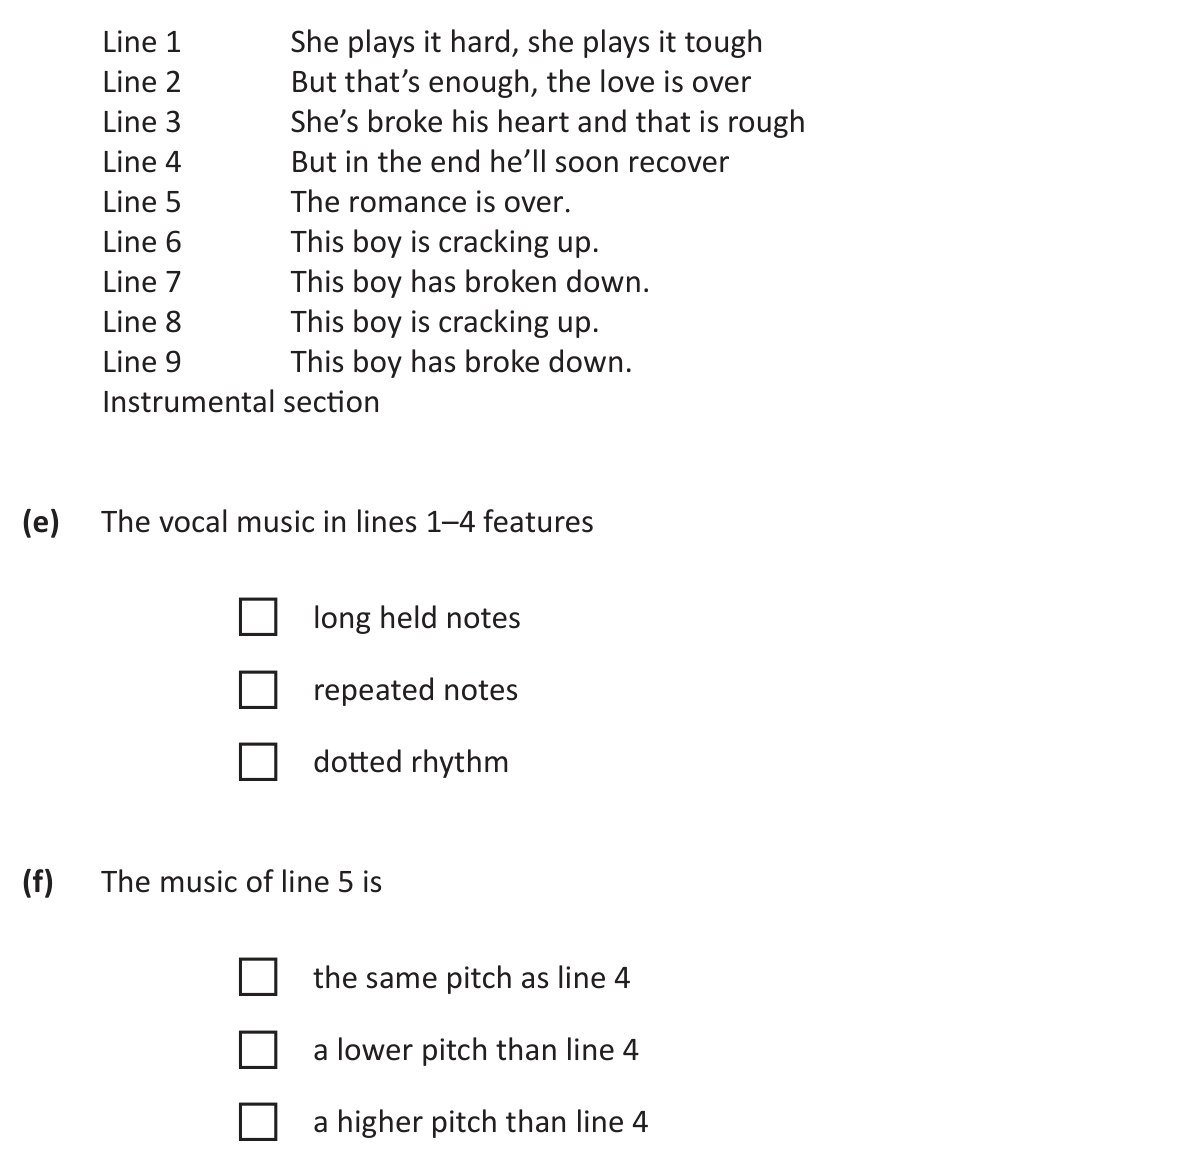 Line 1 She plays it hard, she plays it tough
Line 2 But that’s enough, the love is over
Line 3 She’s broke his heart and that is rough
Line 4 But in the end he’ll soon recover
Line 5 The romance is over.
Line 6 This boy is cracking up.
Line 7 This boy has broken down.
Line 8 This boy is cracking up.
Line 9 This boy has broke down.
Instrumental section
(e) The vocal music in lines 1–4 features
long held notes
repeated notes
dotted rhythm
(f) The music of line 5 is
the same pitch as line 4
a lower pitch than line 4
a higher pitch than line 4